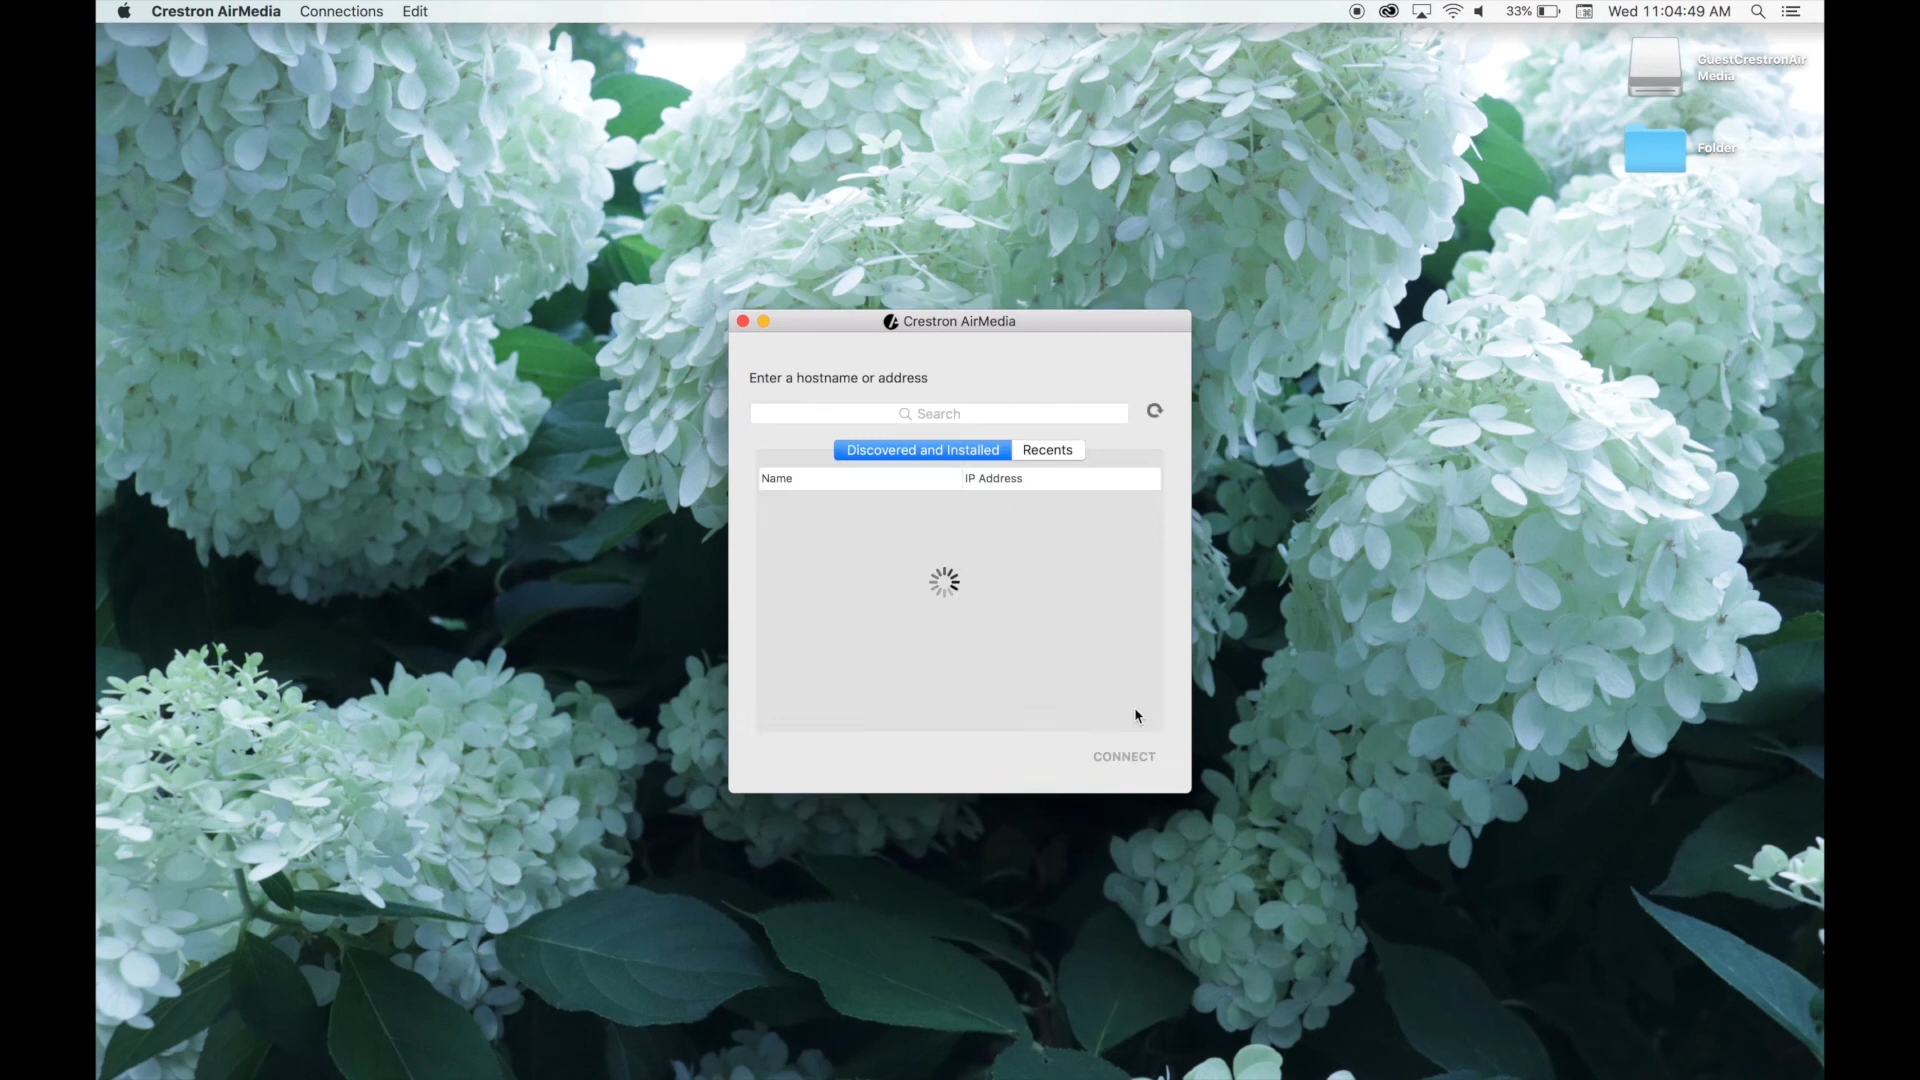 Crestron AirMedia Connections Edit 33% Wed 11:04:49 AM
GuestCrestronAir
Media
Folder
Crestron AirMedia
Enter a hostname or address
Search
Discovered and Installed Recents
Name IP Address
CONNECT